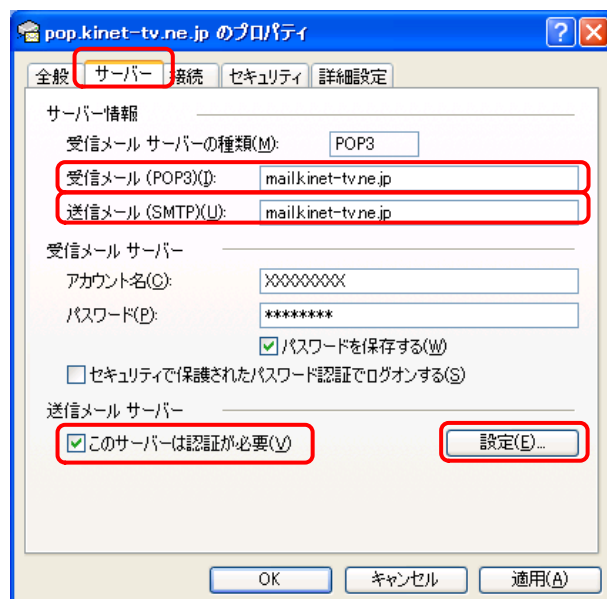 pop.kinet-tv.ne.jp のプロパティ
全般 サーバー 接続 セキュリティ 詳細設定
サーバー情報
受信メール サーバーの種類(M): POP3
受信メール (POP3)(I): mail.kinet-tv.ne.jp
送信メール (SMTP)(U): mail.kinet-tv.ne.jp
受信メール サーバー
アカウント名(C): XXXXXXXX
パスワード(P): ********
パスワードを保存する(W)
セキュリティで保護されたパスワード認証でログオンする(S)
送信メール サーバー
このサーバーは認証が必要(V) 設定(E)...
OK キャンセル 適用(A)